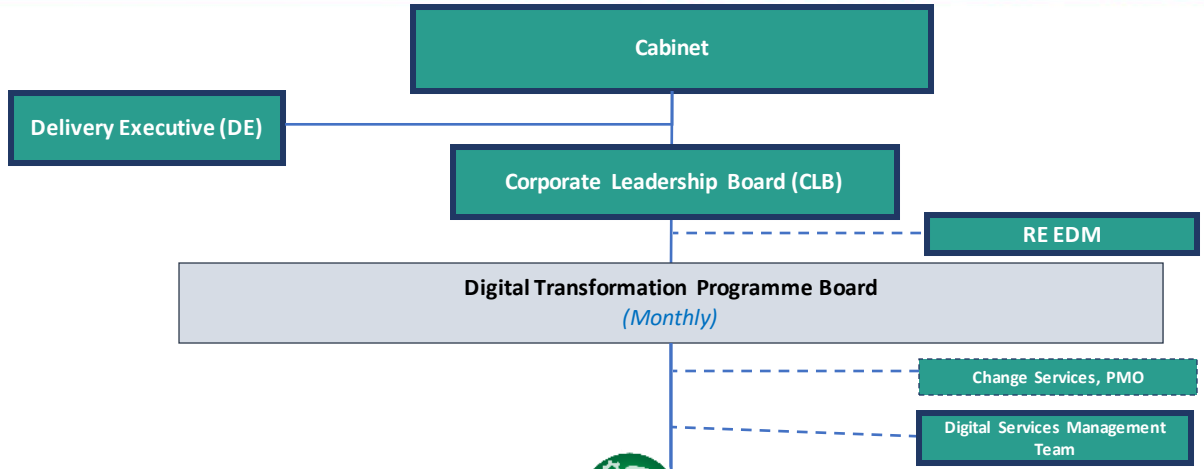 Cabinet
Delivery Executive (DE)
Corporate Leadership Board (CLB)
RE EDM
Digital Transformation Programme Board
(Monthly)
Change Services, PMO
Digital Services Management
Team